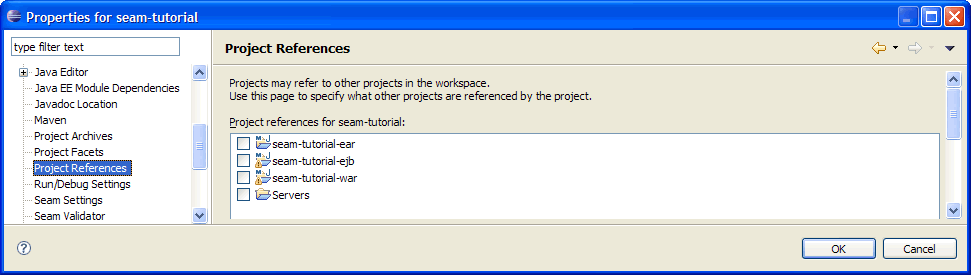 Properties for seam-tutorial
type filter text
Project References
Java Editor
Java EE Module Dependencies
Javadoc Location
Maven
Project Archives
Project Facets
Project References
Run/Debug Settings
Seam Settings
Seam Validator
Projects may refer to other projects in the workspace.
Use this page to specify what other projects are referenced by the project.
Project references for seam-tutorial:
seam-tutorial-ear
seam-tutorial-ejb
seam-tutorial-war
Servers
OK
Cancel